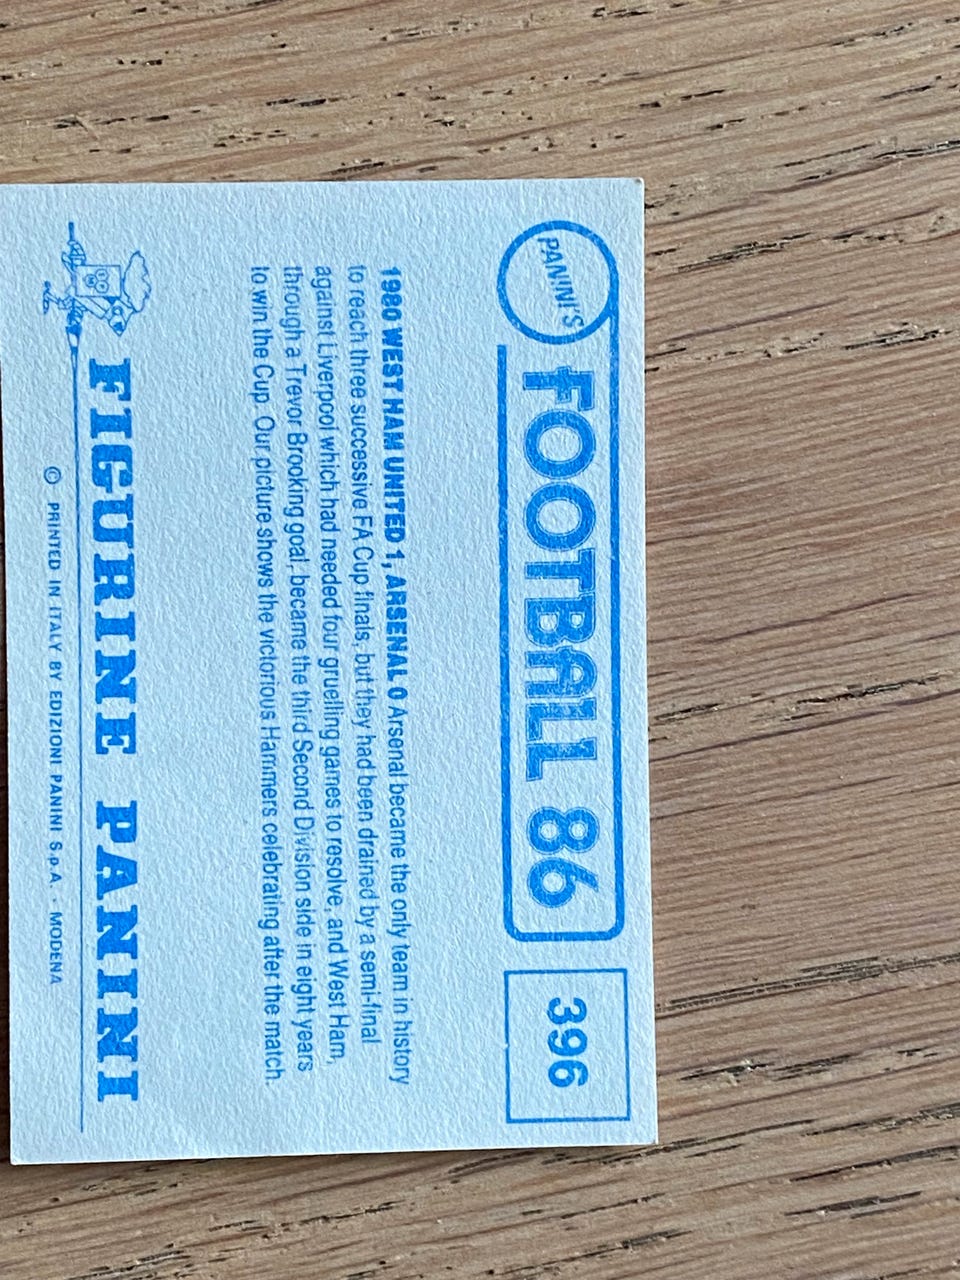 PANINI'S
FOOTBALL 86
396
1980 WEST HAM UNITED 1, ARSENAL 0 Arsenal became the only team in history
to reach three successive FA Cup finals, but they had been drained by a semi-final
against Liverpool which had needed four gruelling games to resolve, and West Ham,
through a Trevor Brooking goal, became the third Second Division side in eight years
to win the Cup. Our picture shows the victorious Hammers celebrating after the match.
FIGURINE PANINI
© PRINTED IN ITALY BY EDIZIONI PANINI S.p.A. - MODENA